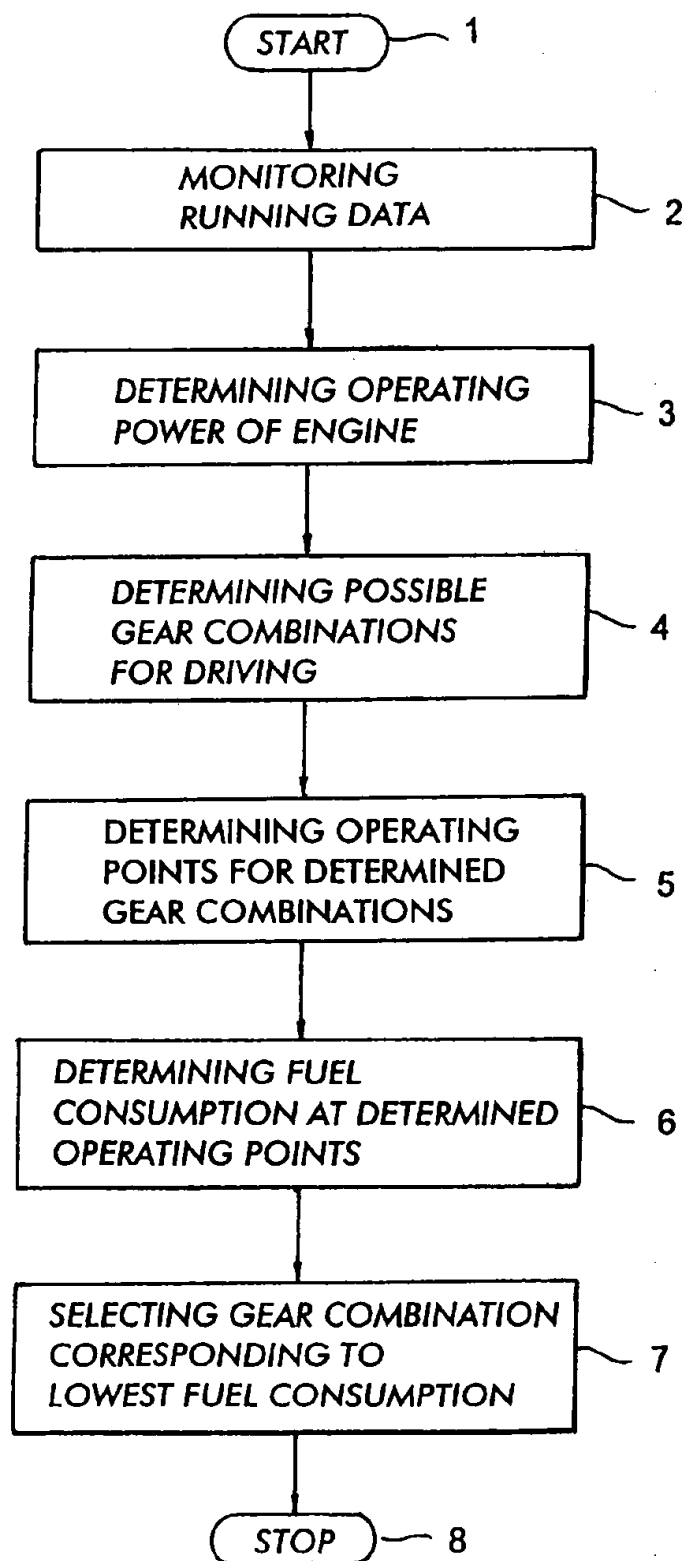 START 1
MONITORING
RUNNING DATA 2
DETERMINING OPERATING
POWER OF ENGINE 3
DETERMINING POSSIBLE
GEAR COMBINATIONS 4
FOR DRIVING
DETERMINING OPERATING
POINTS FOR DETERMINED 5
GEAR COMBINATIONS
DETERMINING FUEL
CONSUMPTION AT DETERMINED 6
OPERATING POINTS
SELECTING GEAR COMBINATION
CORRESPONDING TO 7
LOWEST FUEL CONSUMPTION
STOP 8